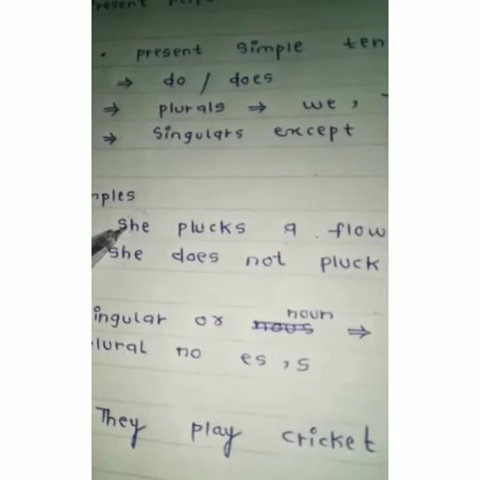 • present simple ten
⇒ do / does
⇒ plurals ⇒ we,
⇒ singulars except
mples
She plucks a flow
She does not pluck
ingular or noun ⇒
lural no es, s
They play cricket